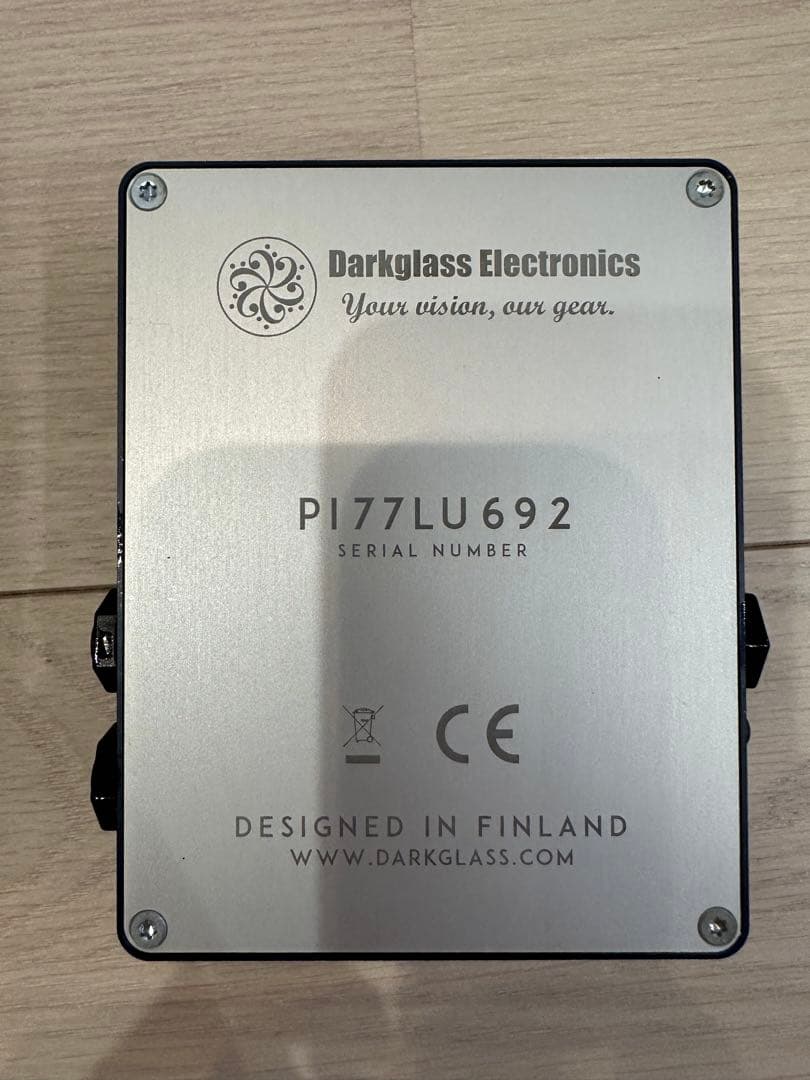 Darkglass Electronics
Your vision, our gear.
PI77LU692
SERIAL NUMBER
CE
DESIGNED IN FINLAND
WWW.DARKGLASS.COM